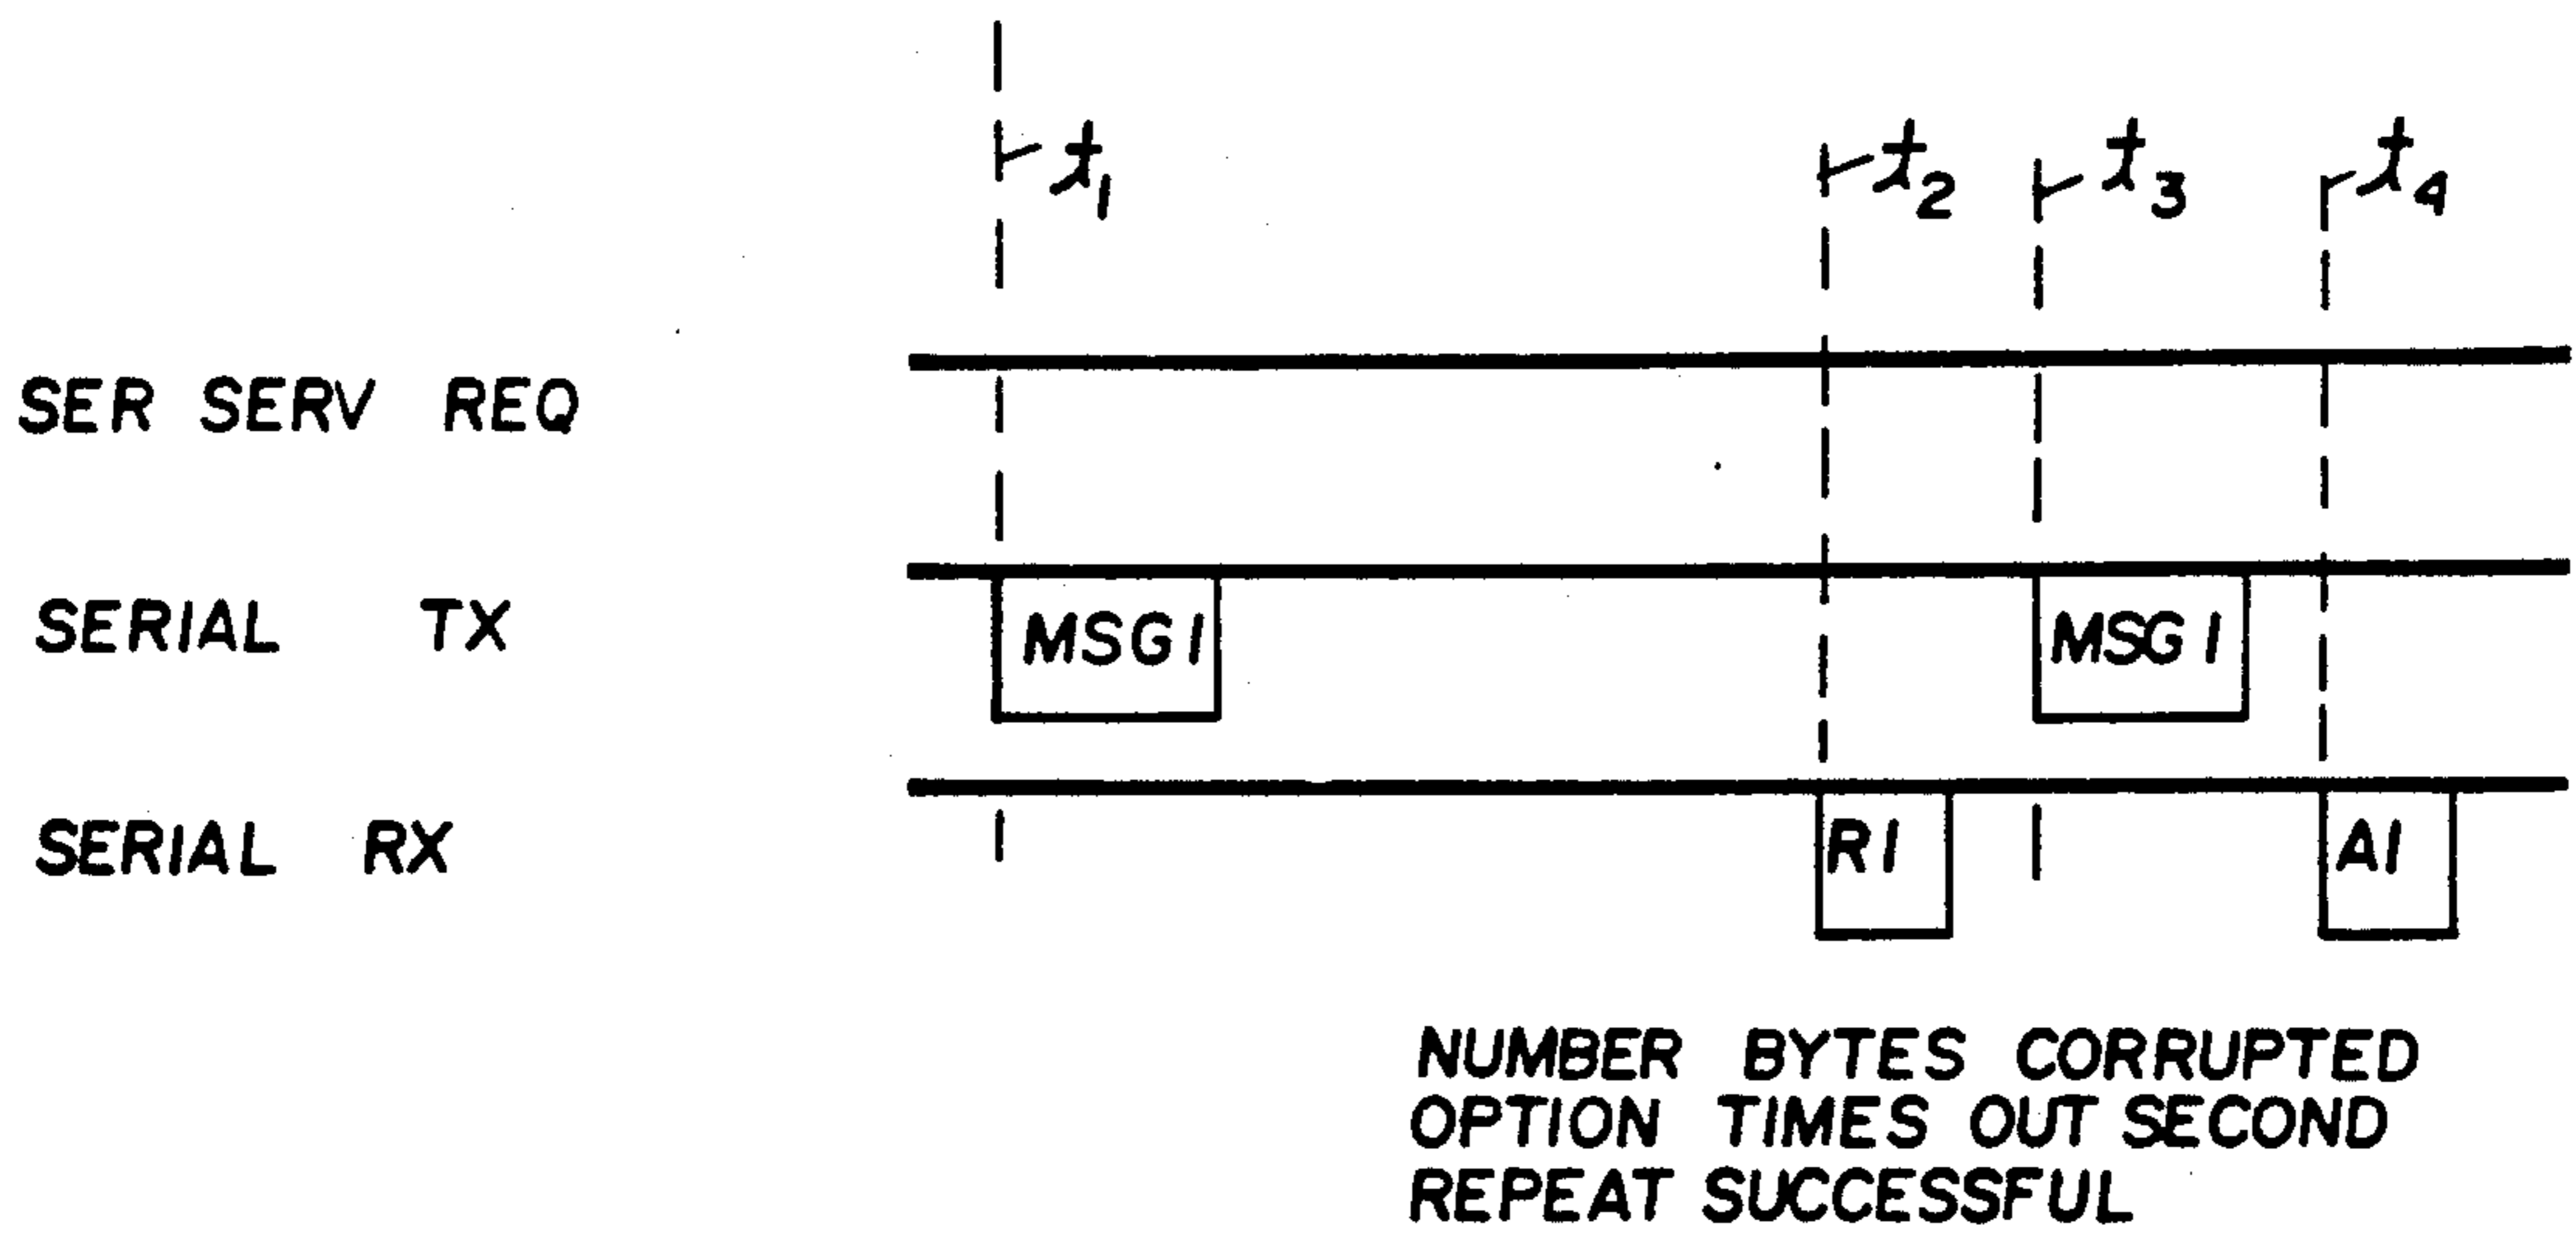 t1 t2 t3 t4
SER SERV REQ
SERIAL TX MSG1 MSG1
SERIAL RX R1 A1
NUMBER BYTES CORRUPTED
OPTION TIMES OUT SECOND
REPEAT SUCCESSFUL